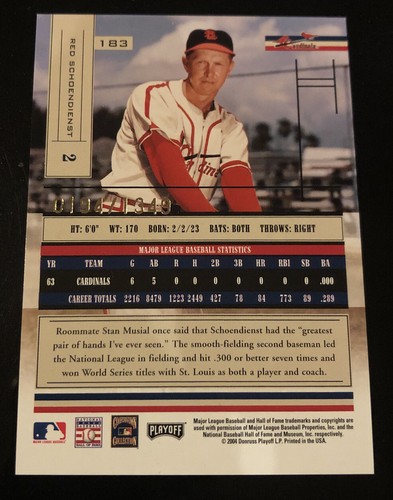 183
RED SCHOENDIENST
2
Cardinals
HT: 6'0" WT: 170 BORN: 2/2/23 BATS: BOTH THROWS: RIGHT
MAJOR LEAGUE BASEBALL STATISTICS
YR TEAM G AB R H 2B 3B HR RBI SB BA
63 CARDINALS 6 5 0 0 0 0 0 0 0 .000
CAREER TOTALS 2216 8479 1223 2449 427 78 84 773 89 .289
Roommate Stan Musial once said that Schoendienst had the "greatest
pair of hands I've ever seen." The smooth-fielding second baseman led
the National League in fielding and hit .300 or better seven times and
won World Series titles with St. Louis as both a player and coach.
PLAYOFF
Major League Baseball and Hall of Fame trademarks and copyrights are
used with permission of Major League Baseball Properties, Inc. and the
National Baseball Hall of Fame and Museum, Inc. respectively.
© 2004 Donruss Playoff L.P. Printed in the USA.